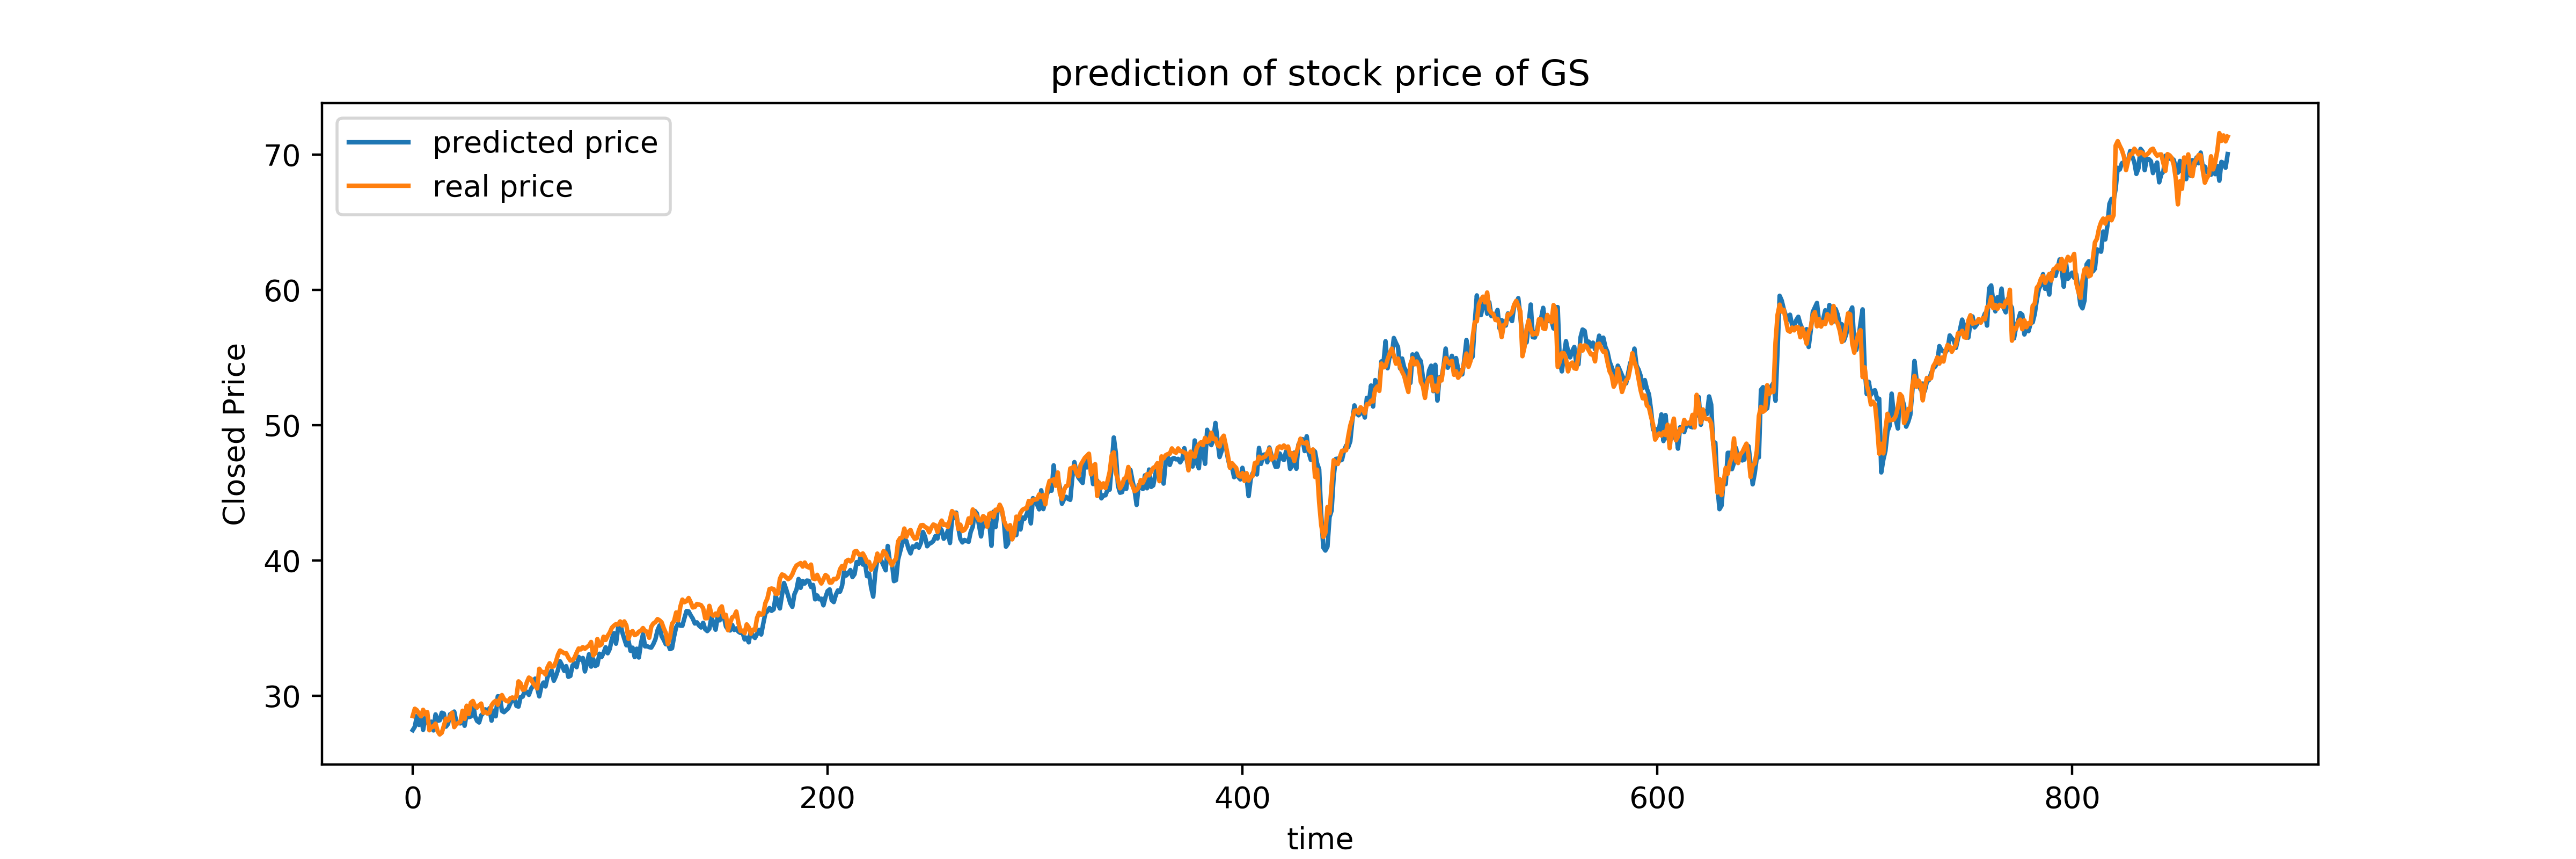 prediction of stock price of GS
predicted price
real price
70
60
50
40
30
Closed Price
0 200 400 600 800
time